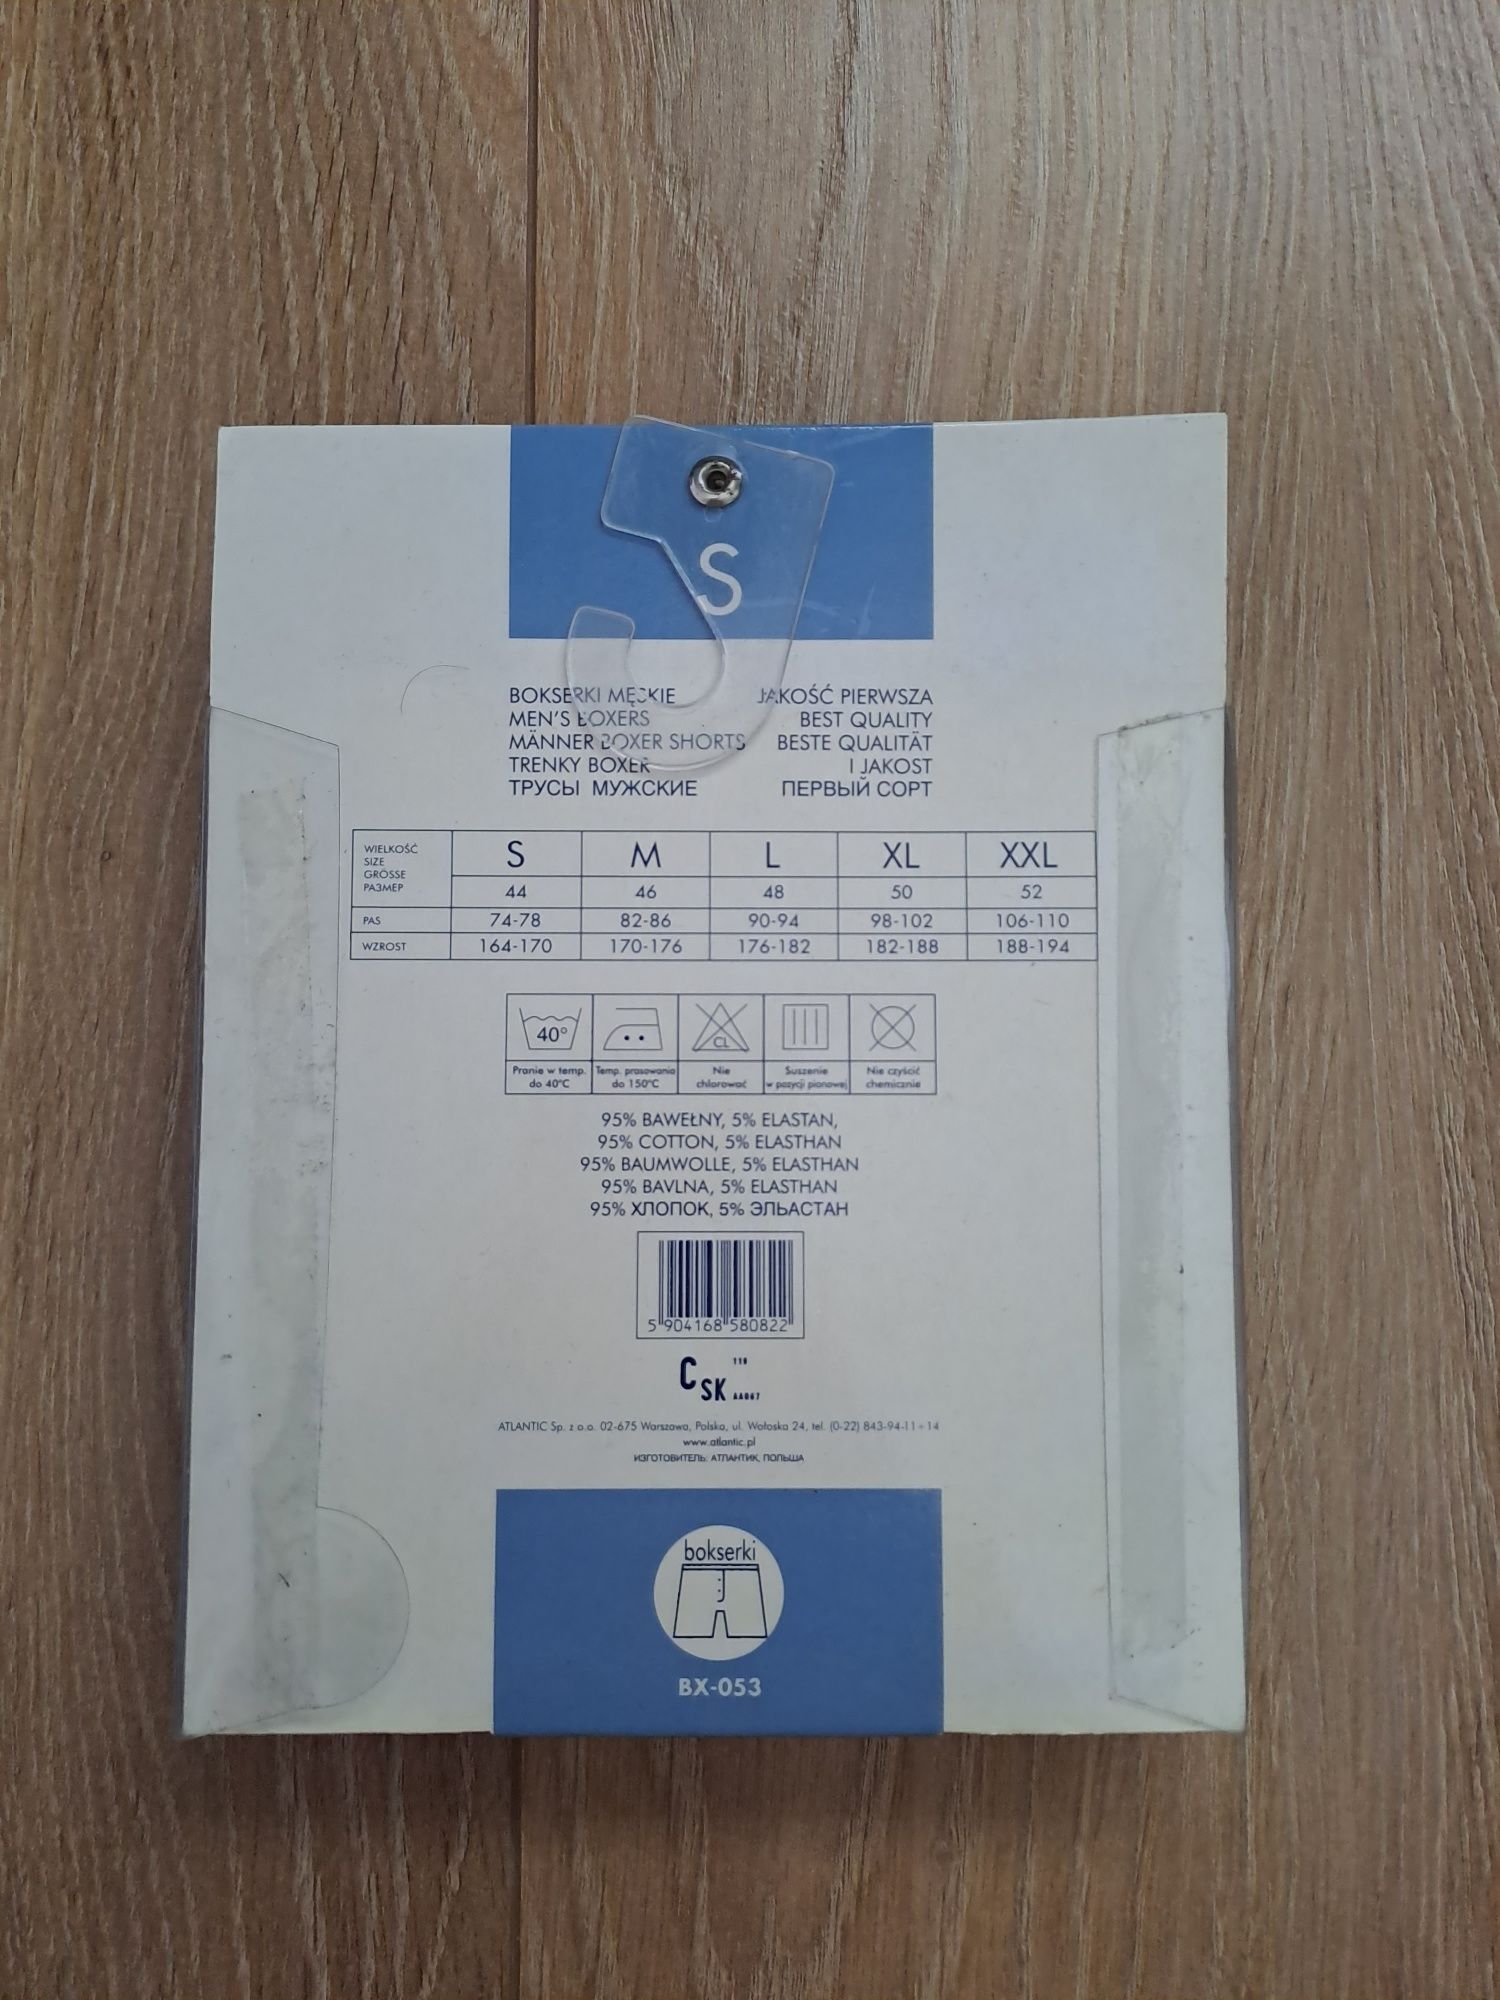 S
BOKSERKI MĘSKIE
MEN'S BOXERS
MÄNNER BOXER SHORTS
TRENKY BOXER
ТРУСЫ МУЖСКИЕ
JAKOŚĆ PIERWSZA
BEST QUALITY
BESTE QUALITÄT
I JAKOST
ПЕРВЫЙ СОРТ
WIELKOŚĆ
SIZE
GRÖSSE
РАЗМЕР
S M L XL XXL
44 46 48 50 52
PAS 74-78 82-86 90-94 98-102 106-110
WZROST 164-170 170-176 176-182 182-188 188-194
40° CL
Pranie w temp. do 40°C
Temp. prasowania do 150°C
Nie chlorować
Suszenie w pozycji pionowej
Nie czyścić chemicznie
95% BAWEŁNY, 5% ELASTAN,
95% COTTON, 5% ELASTHAN
95% BAUMWOLLE, 5% ELASTHAN
95% BAVLNA, 5% ELASTHAN
95% ХЛОПОК, 5% ЭЛЬАСТАН
5 904168 580822
C SK 119 AA067
ATLANTIC Sp. z o.o. 02-675 Warszawa, Polska, ul. Wołoska 24, tel. (0-22) 843-94-11÷14
www.atlantic.pl
ИЗГОТОВИТЕЛЬ: АТЛАНТИК, ПОЛЬША
bokserki
BX-053